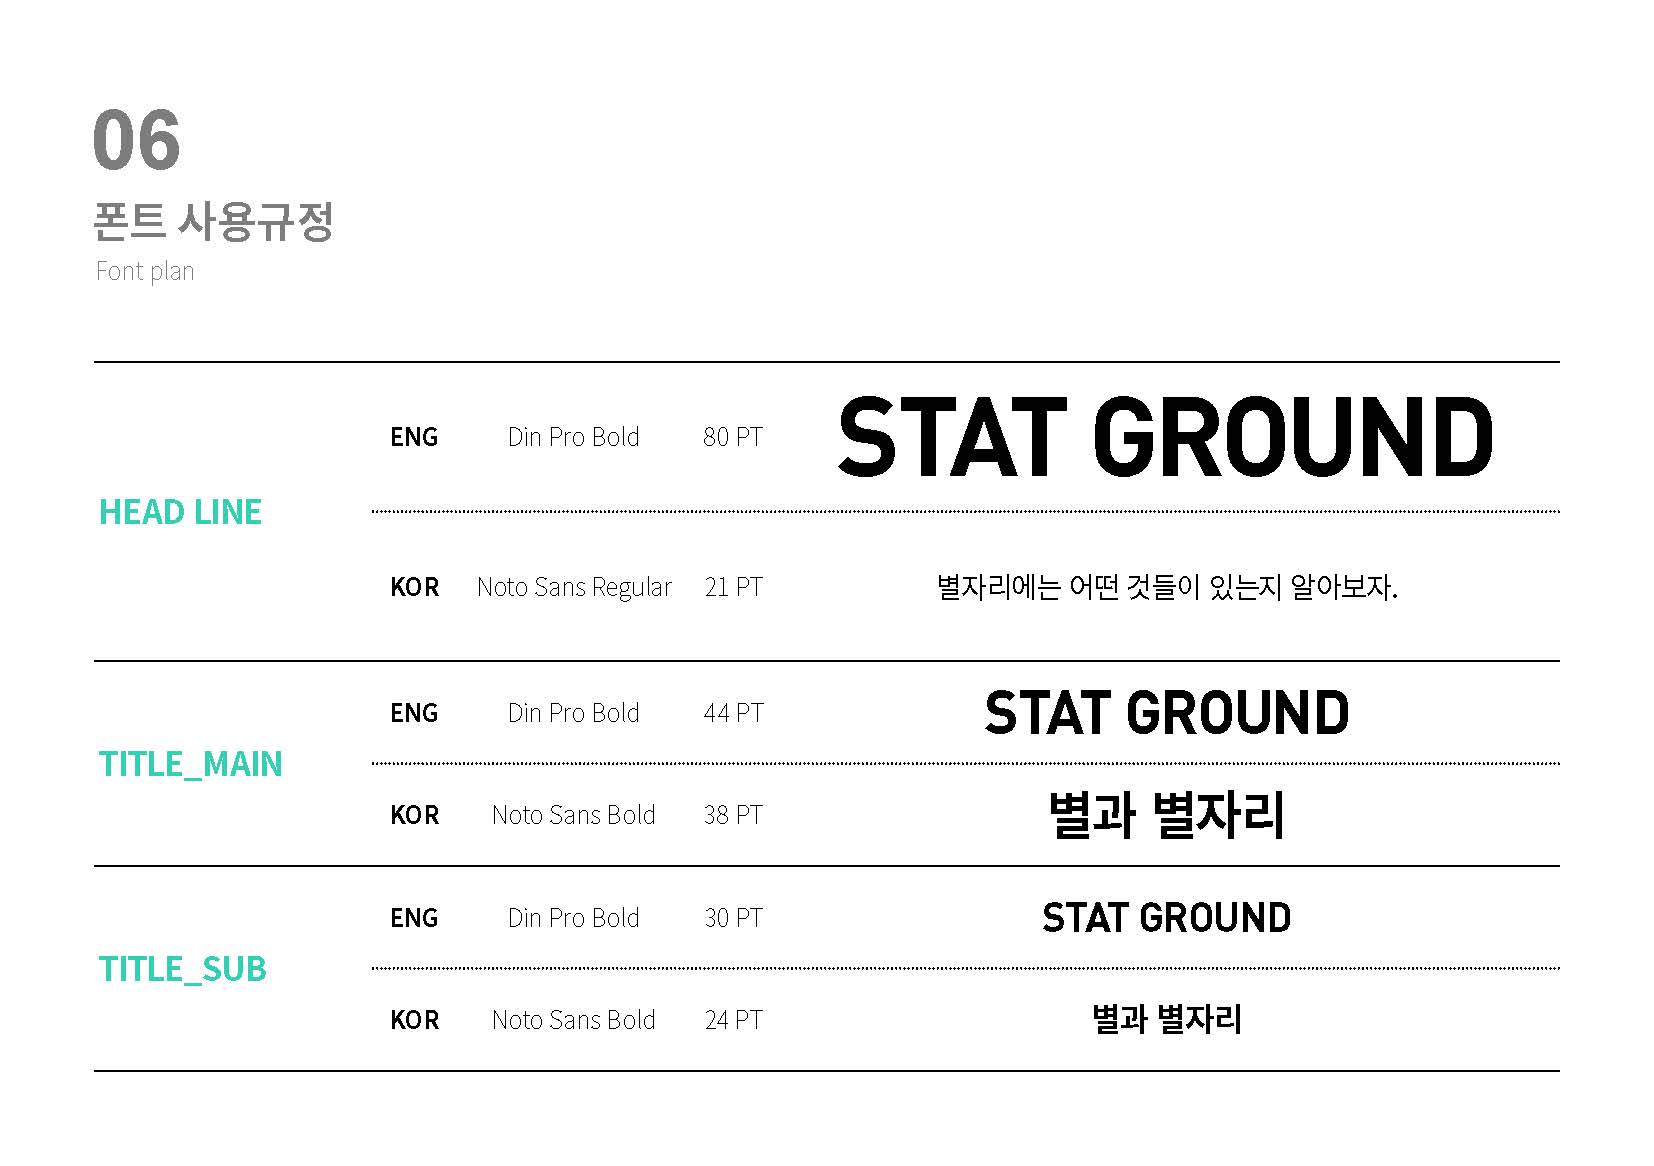 06
폰트 사용규정
Font plan
HEAD LINE
ENG Din Pro Bold 80 PT STAT GROUND
KOR Noto Sans Regular 21 PT 별자리에는 어떤 것들이 있는지 알아보자.
TITLE_MAIN
ENG Din Pro Bold 44 PT STAT GROUND
KOR Noto Sans Bold 38 PT 별과 별자리
TITLE_SUB
ENG Din Pro Bold 30 PT STAT GROUND
KOR Noto Sans Bold 24 PT 별과 별자리